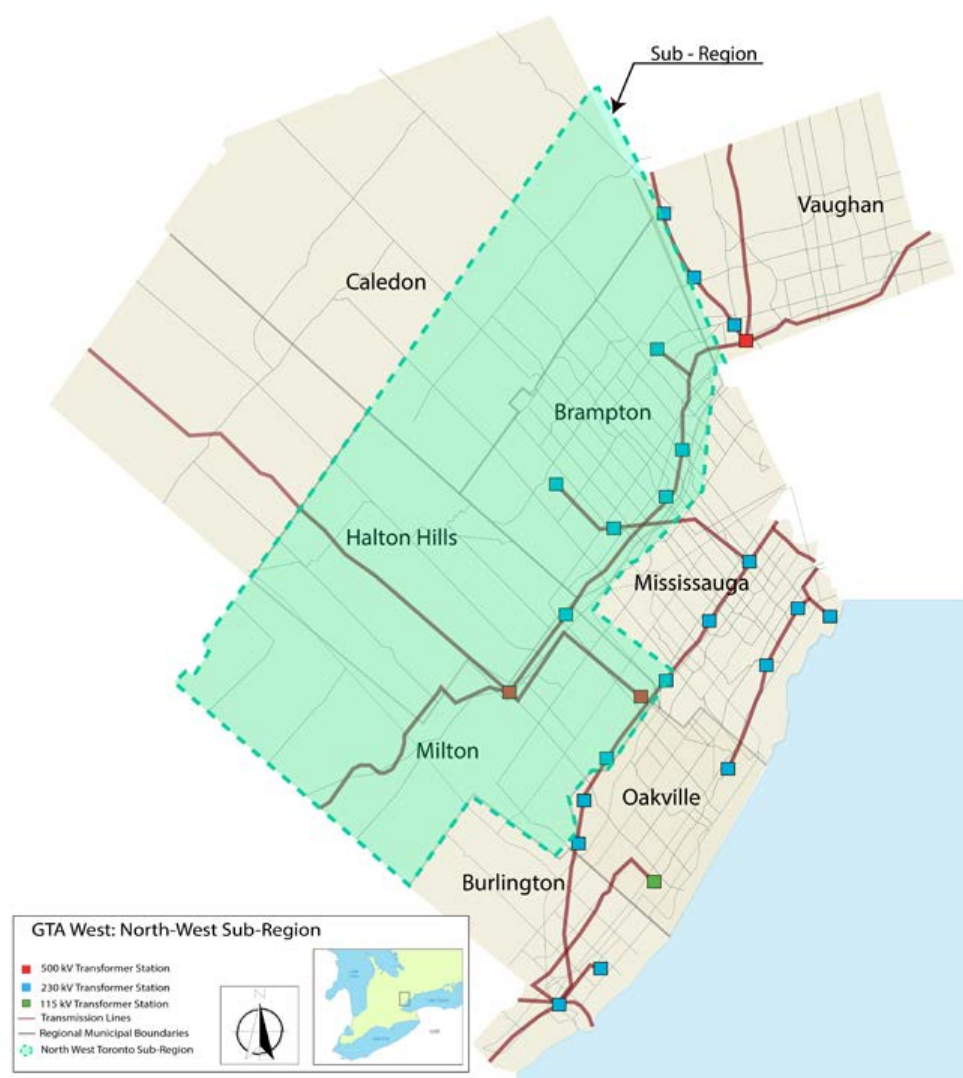 Sub - Region
Vaughan
Caledon
Brampton
Halton Hills
Mississauga
Milton
Oakville
Burlington
GTA West: North-West Sub-Region
500 kV Transformer Station
230 kV Transformer Station
115 kV Transformer Station
Transmission Lines
Regional Municipal Boundaries
North West Toronto Sub-Region
N